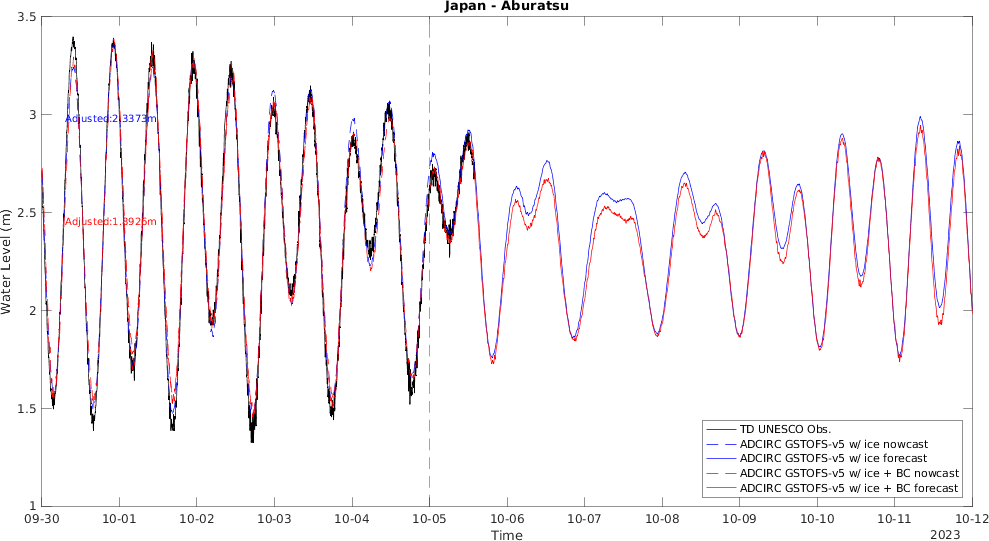 Japan - Aburatsu
3.5
3
Adjusted:2.3373m
2.5
Adjusted:1.8926m
Water Level (m)
2
1.5
TD UNESCO Obs.
ADCIRC GSTOFS-v5 w/ ice nowcast
ADCIRC GSTOFS-v5 w/ ice forecast
ADCIRC GSTOFS-v5 w/ ice + BC nowcast
ADCIRC GSTOFS-v5 w/ ice + BC forecast
1
09-30 10-01 10-02 10-03 10-04 10-05 10-06 10-07 10-08 10-09 10-10 10-11 10-12
Time
2023